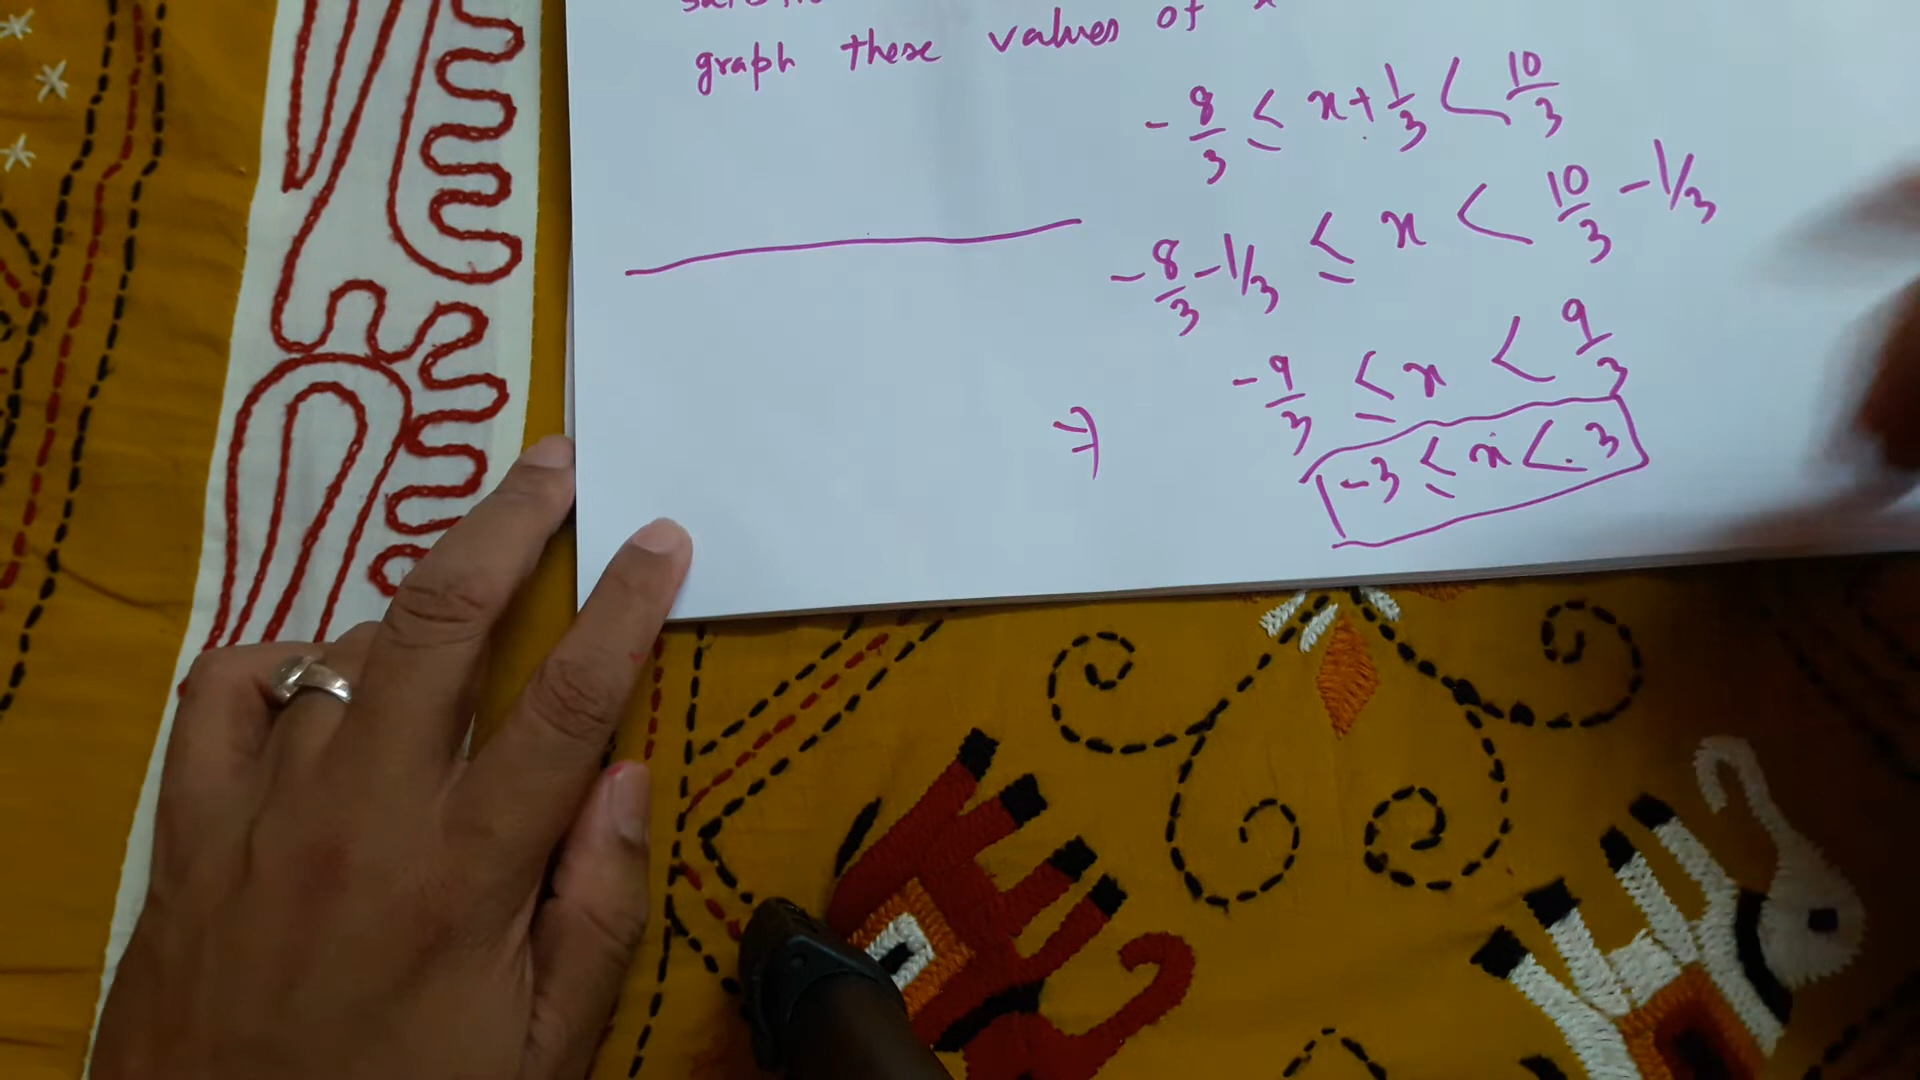 graph these values of x
- 8/3 ≤ x + 1/3 < 10/3
- 8/3 - 1/3 ≤ x < 10/3 - 1/3
- 9/3 ≤ x < 9/3
⇒ -3 ≤ x < 3